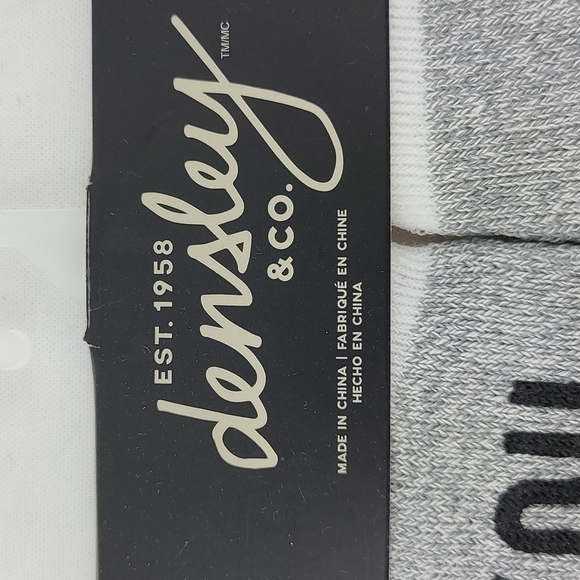 EST. 1958
densley
& CO.
TM/MC
MADE IN CHINA | FABRIQUÉ EN CHINE
HECHO EN CHINA